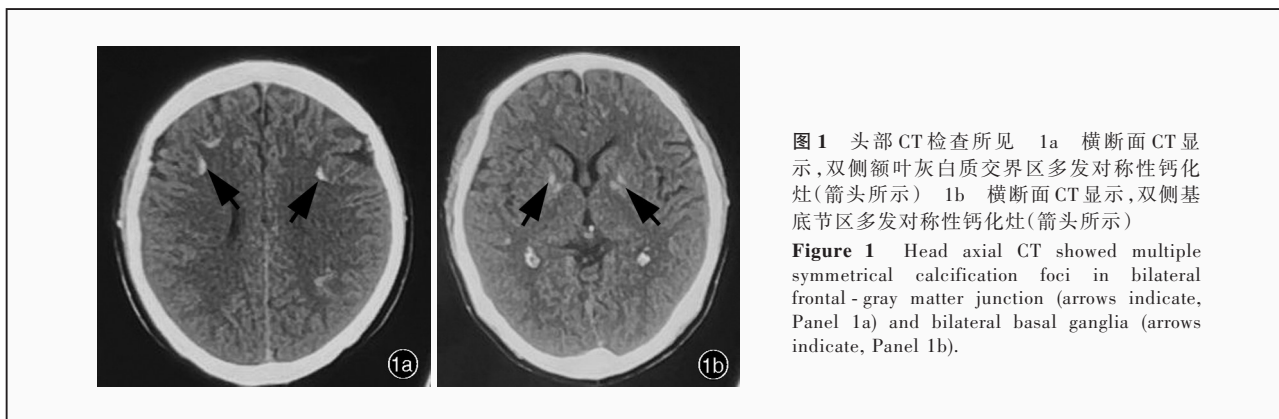 1a
1b
图1 头部CT检查所见 1a 横断面CT显
示,双侧额叶灰白质交界区多发对称性钙化
灶(箭头所示) 1b 横断面CT显示,双侧基
底节区多发对称性钙化灶(箭头所示)
Figure 1 Head axial CT showed multiple
symmetrical calcification foci in bilateral
frontal - gray matter junction (arrows indicate,
Panel 1a) and bilateral basal ganglia (arrows
indicate, Panel 1b).